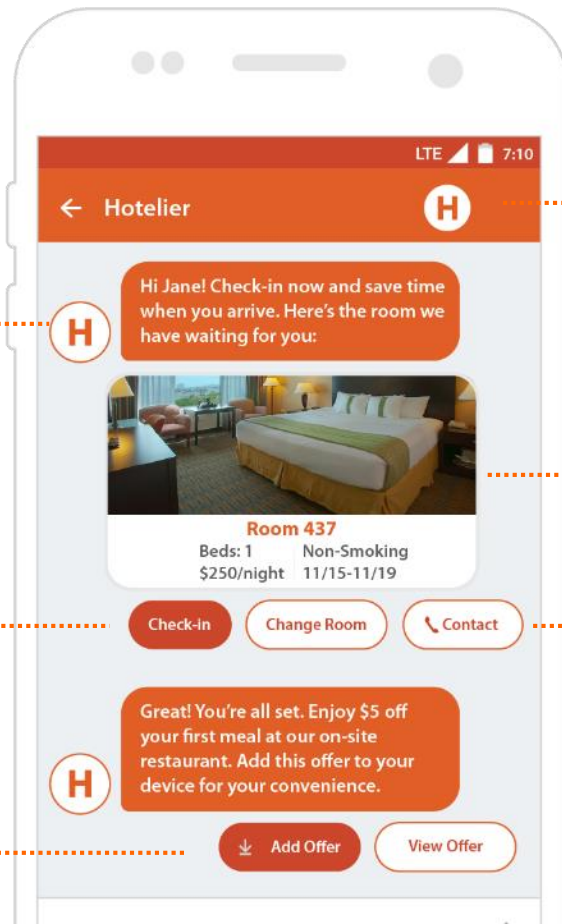 LTE 7:10
← Hotelier H
Hi Jane! Check-in now and save time
when you arrive. Here's the room we
have waiting for you:
H
Room 437
Beds: 1 Non-Smoking
$250/night 11/15-11/19
Check-in Change Room Contact
Great! You're all set. Enjoy $5 off
your first meal at our on-site
restaurant. Add this offer to your
device for your convenience.
H
Add Offer View Offer